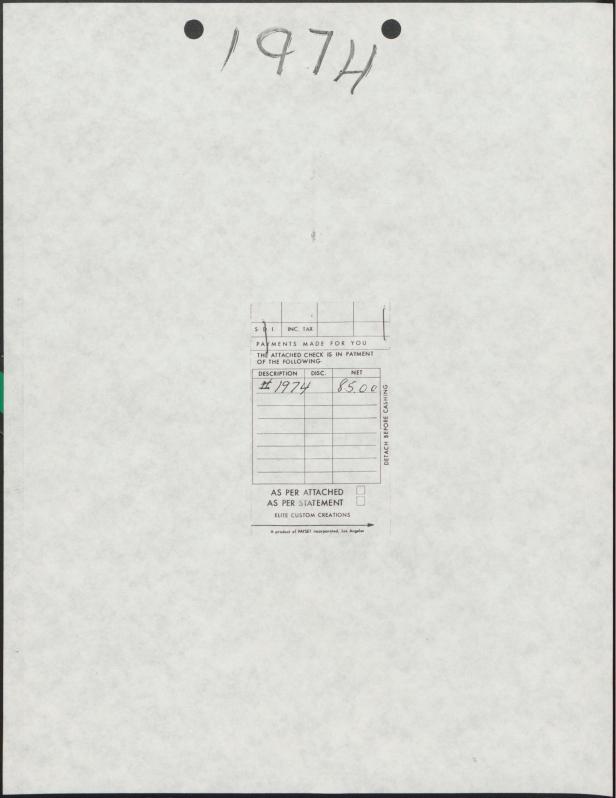 1974
S D I INC. TAX
PAYMENTS MADE FOR YOU
THE ATTACHED CHECK IS IN PAYMENT
OF THE FOLLOWING
DESCRIPTION DISC. NET
# 1974 85.00
DETACH BEFORE CASHING
AS PER ATTACHED
AS PER STATEMENT
ELITE CUSTOM CREATIONS
A product of PAYSET incorporated, Los Angeles